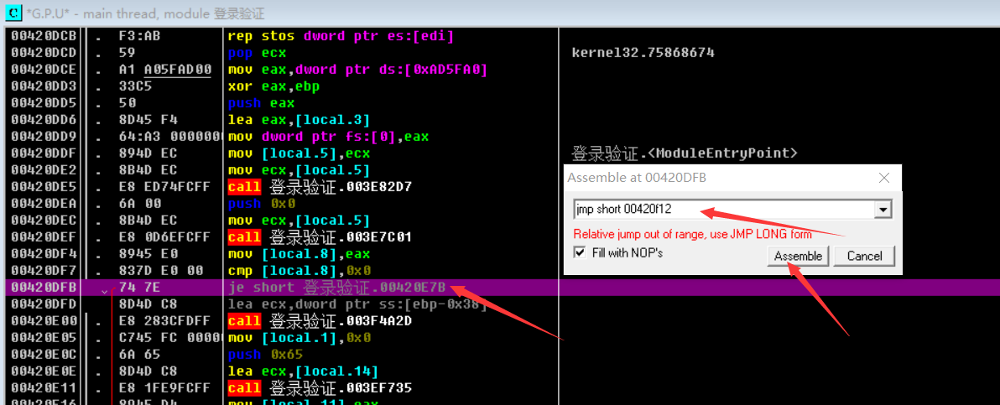 C *G.P.U* - main thread, module 登录验证
00420DCB . F3:AB rep stos dword ptr es:[edi]
00420DCD . 59 pop ecx kernel32.75868674
00420DCE . A1 A05FAD00 mov eax,dword ptr ds:[0xAD5FA0]
00420DD3 . 33C5 xor eax,ebp
00420DD5 . 50 push eax
00420DD6 . 8D45 F4 lea eax,[local.3]
00420DD9 . 64:A3 000000 mov dword ptr fs:[0],eax
00420DDF . 894D EC mov [local.5],ecx 登录验证.<ModuleEntryPoint>
00420DE2 . 8B4D EC mov ecx,[local.5]
00420DE5 . E8 ED74FCFF call 登录验证.003E82D7
00420DEA . 6A 00 push 0x0
00420DEC . 8B4D EC mov ecx,[local.5]
00420DEF . E8 0D6EFCFF call 登录验证.003E7C01
00420DF4 . 8945 E0 mov [local.8],eax
00420DF7 . 837D E0 00 cmp [local.8],0x0
00420DFB 74 7E je short 登录验证.00420E7B
00420DFD 8D4D C8 lea ecx,dword ptr ss:[ebp-0x38]
00420E00 . E8 283CFDFF call 登录验证.003F4A2D
00420E05 . C745 FC 0000 mov [local.1],0x0
00420E0C . 6A 65 push 0x65
00420E0E . 8D4D C8 lea ecx,[local.14]
00420E11 . E8 1FE9FCFF call 登录验证.003EF735
00420E16 . 8945 D4 mov [local.11],eax
Assemble at 00420DFB
jmp short 00420f12
Relative jump out of range, use JMP LONG form
Fill with NOP's Assemble Cancel